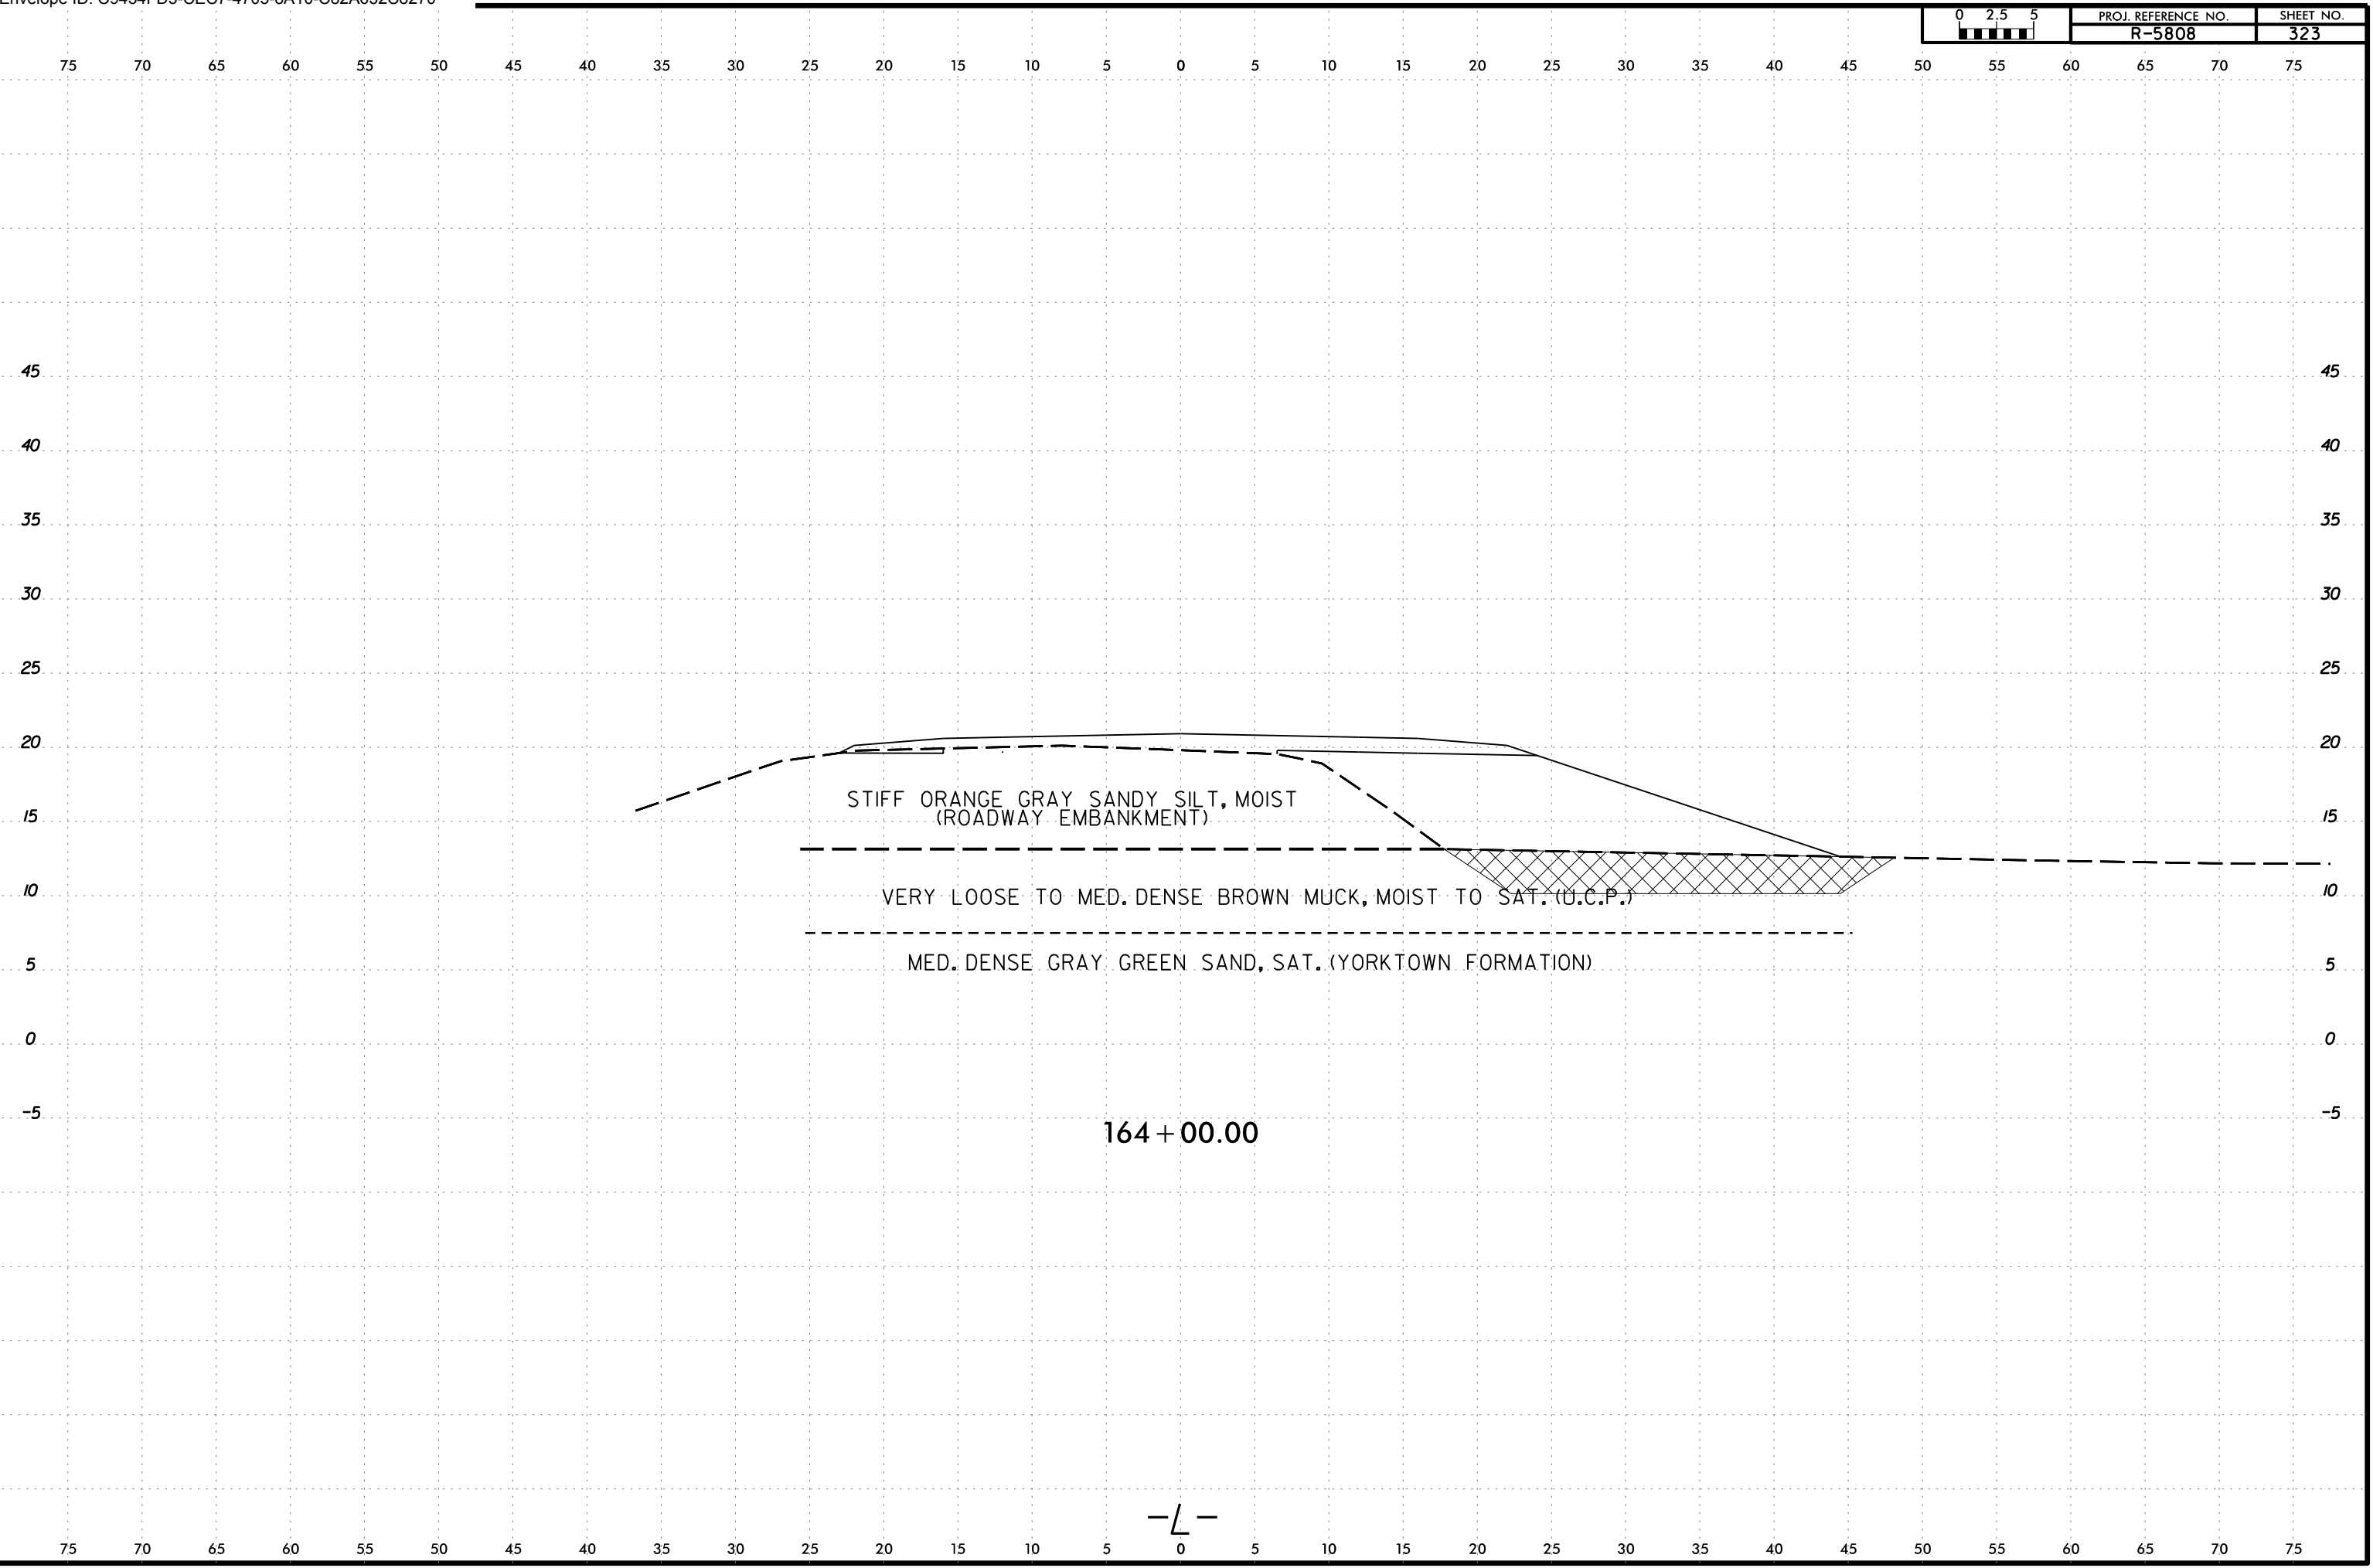 0 2.5 5 PROJ. REFERENCE NO. SHEET NO.
R-5808 323
75 70 65 60 55 50 45 40 35 30 25 20 15 10 5 0 5 10 15 20 25 30 35 40 45 50 55 60 65 70 75
45 45
40 40
35 35
30 30
25 25
20 20
STIFF ORANGE GRAY SANDY SILT, MOIST
15 (ROADWAY EMBANKMENT) 15
10 VERY LOOSE TO MED. DENSE BROWN MUCK, MOIST TO SAT. (U.C.P.) 10
5 MED. DENSE GRAY GREEN SAND, SAT. (YORKTOWN FORMATION) 5
0 0
-5 -5
164+00.00
-L-
75 70 65 60 55 50 45 40 35 30 25 20 15 10 5 0 5 10 15 20 25 30 35 40 45 50 55 60 65 70 75